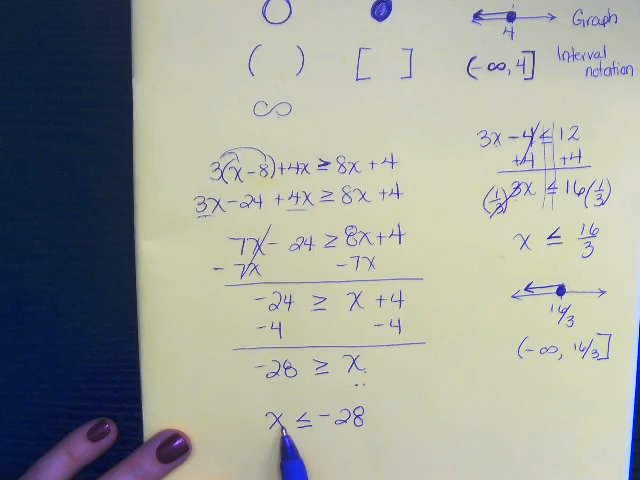 Graph
4
( ) [ ] (-∞, 4] Interval notation
∞
3(x-8)+4x ≥ 8x+4
3x-24+4x ≥ 8x+4
7x-24 ≥ 8x+4
-7x -7x
-24 ≥ x+4
-4 -4
-28 ≥ x
x ≤ -28
3x-4 ≤ 12
+4 +4
(1/3) 3x ≤ 16 (1/3)
x ≤ 16/3
16/3
(-∞, 16/3]